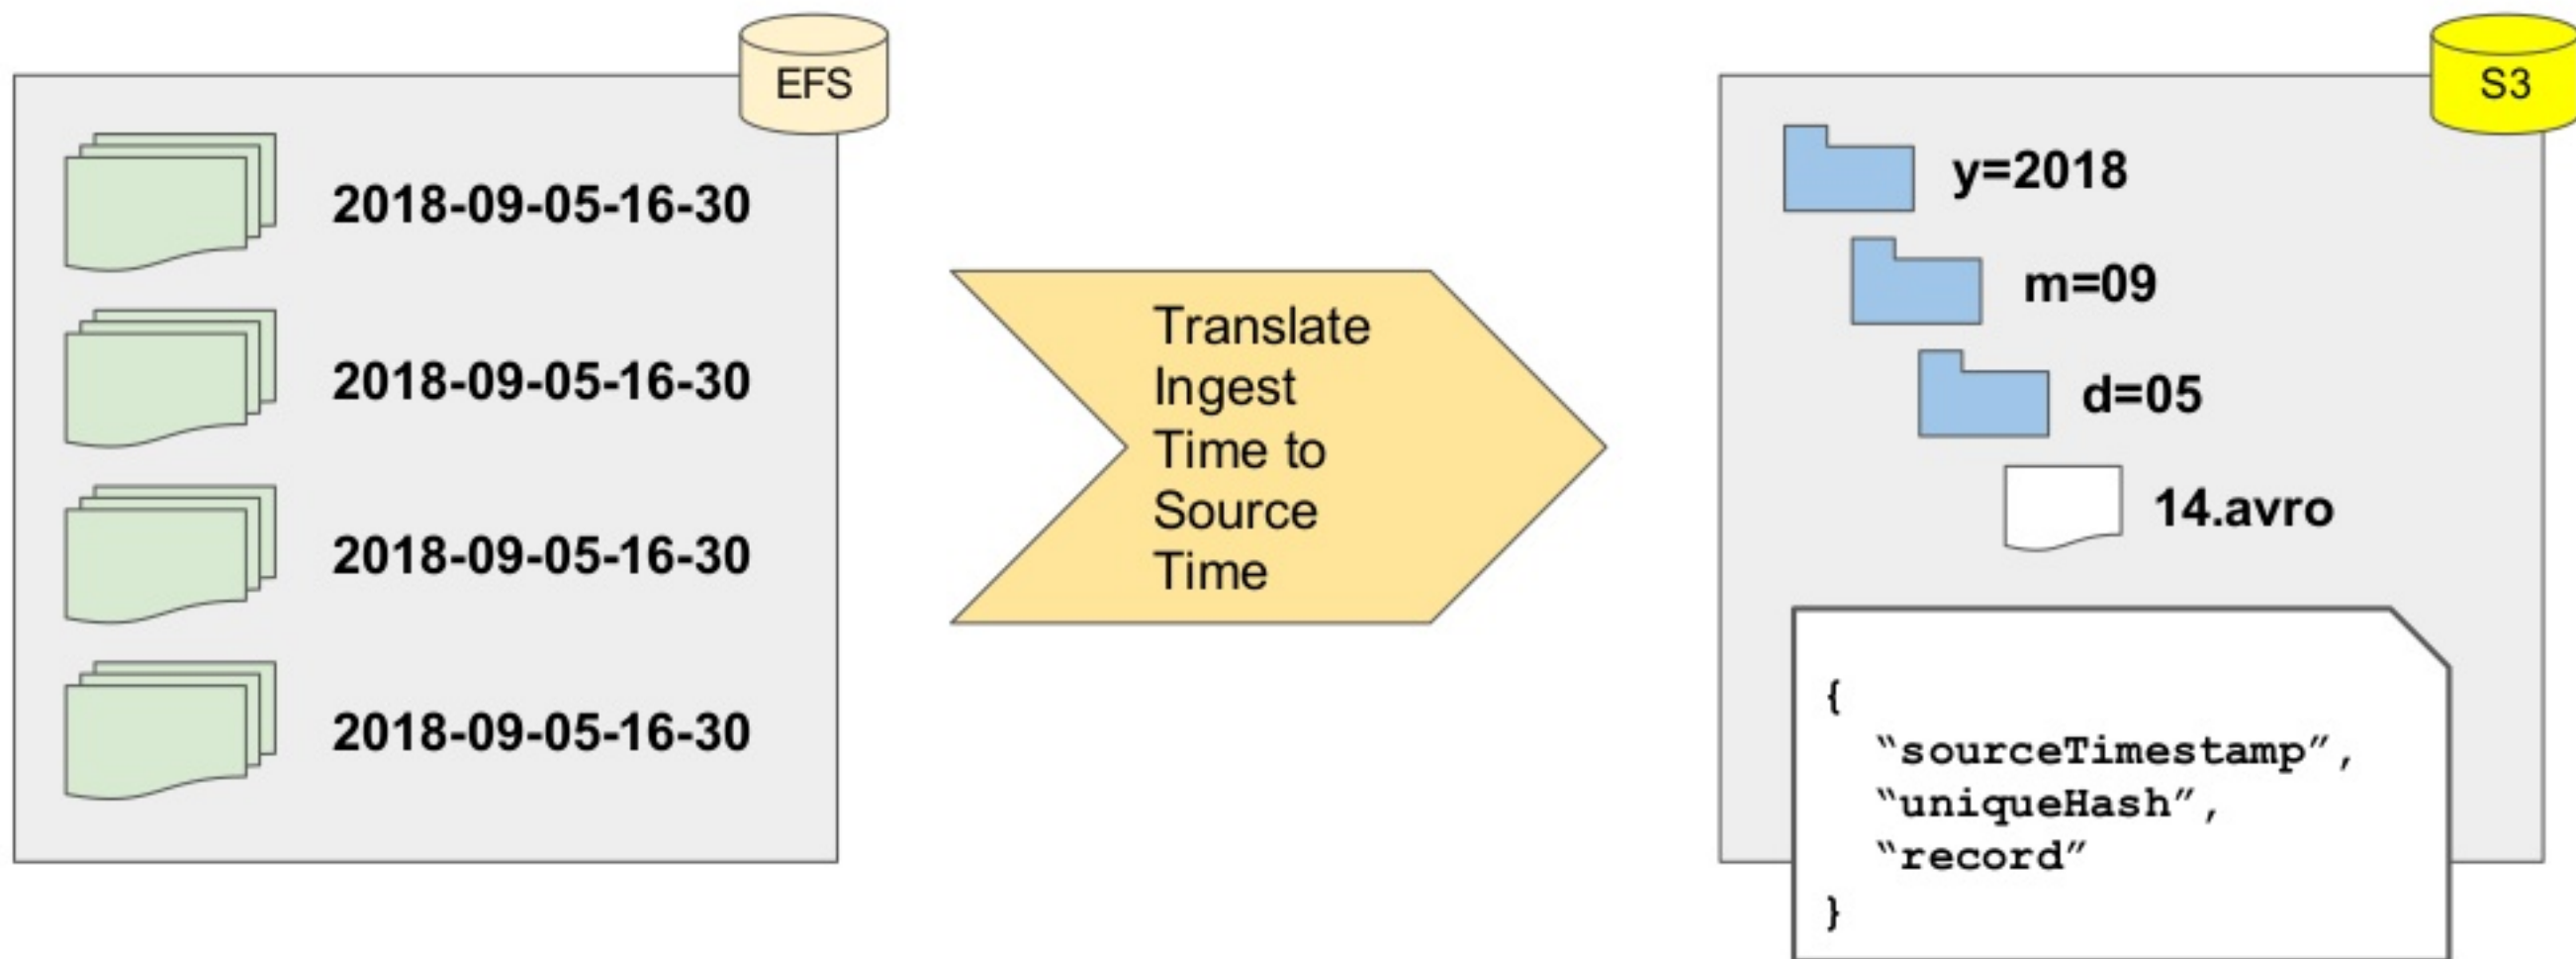 EFS
2018-09-05-16-30
2018-09-05-16-30
2018-09-05-16-30
2018-09-05-16-30
Translate
Ingest
Time to
Source
Time
S3
y=2018
m=09
d=05
14.avro
{
“sourceTimestamp”,
“uniqueHash”,
“record”
}